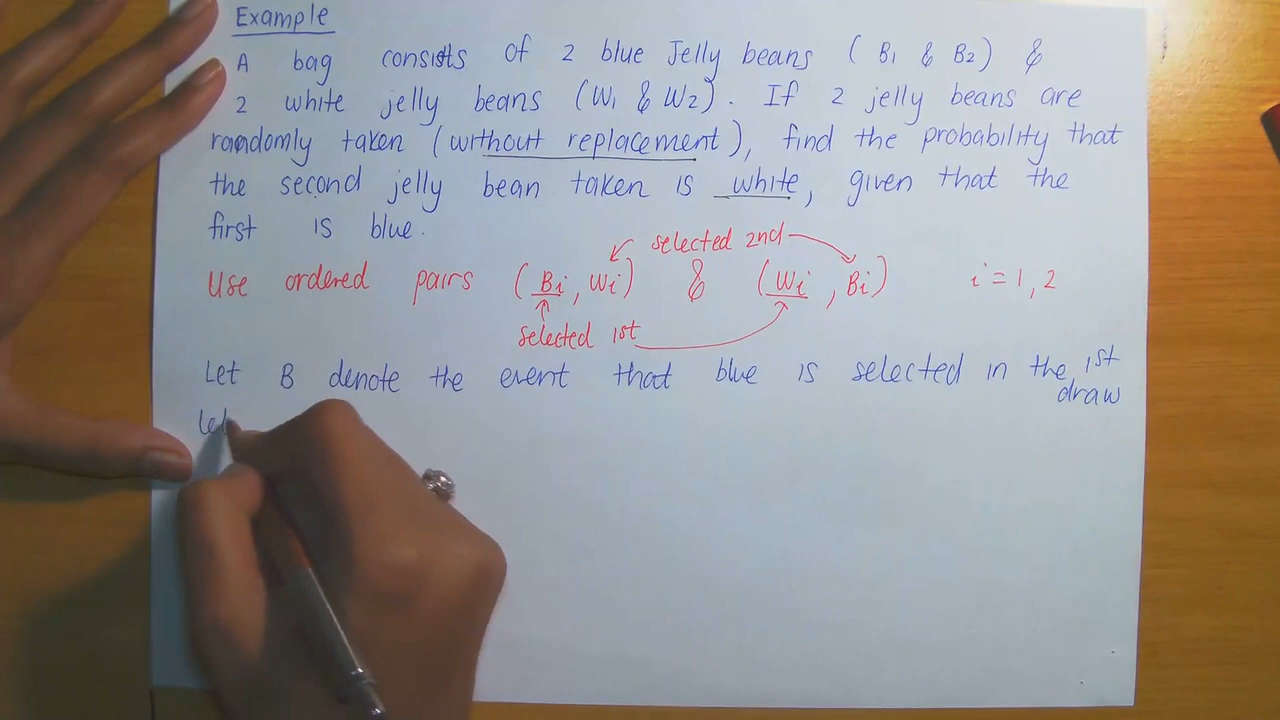 Example
A bag consists of 2 blue Jelly beans ( B1 & B2) &
2 white jelly beans (W1 & W2). If 2 jelly beans are
randomly taken (without replacement), find the probability that
the second jelly bean taken is white, given that the
first is blue.
selected 2nd
Use ordered pairs (Bi, Wi) & (Wi, Bi) i = 1, 2
selected 1st
Let B denote the event that blue is selected in the 1st
draw